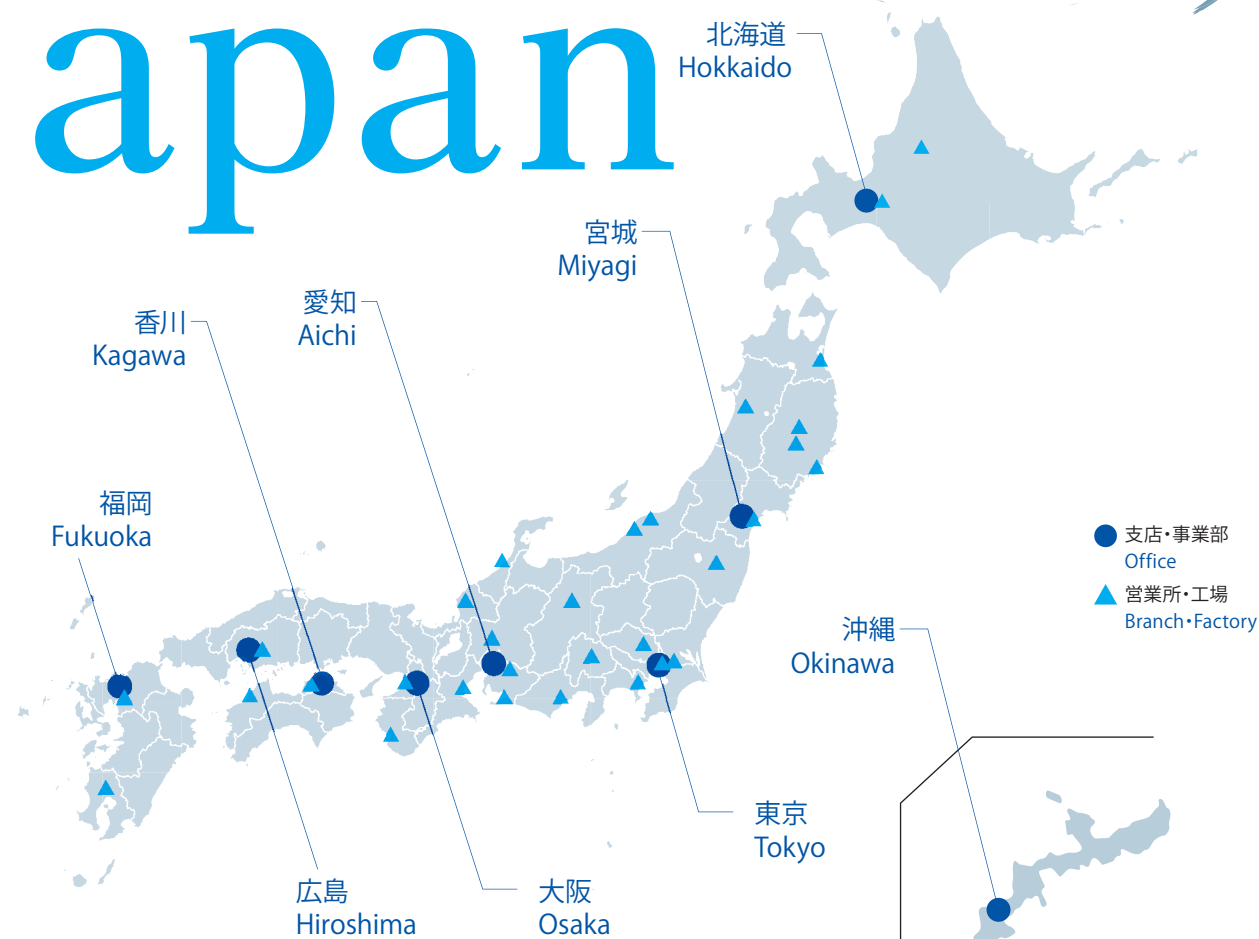 apan
北海道
Hokkaido
宮城
Miyagi
愛知
Aichi
香川
Kagawa
福岡
Fukuoka
支店・事業部
Office
営業所・工場
Branch・Factory
沖縄
Okinawa
東京
Tokyo
広島
Hiroshima
大阪
Osaka